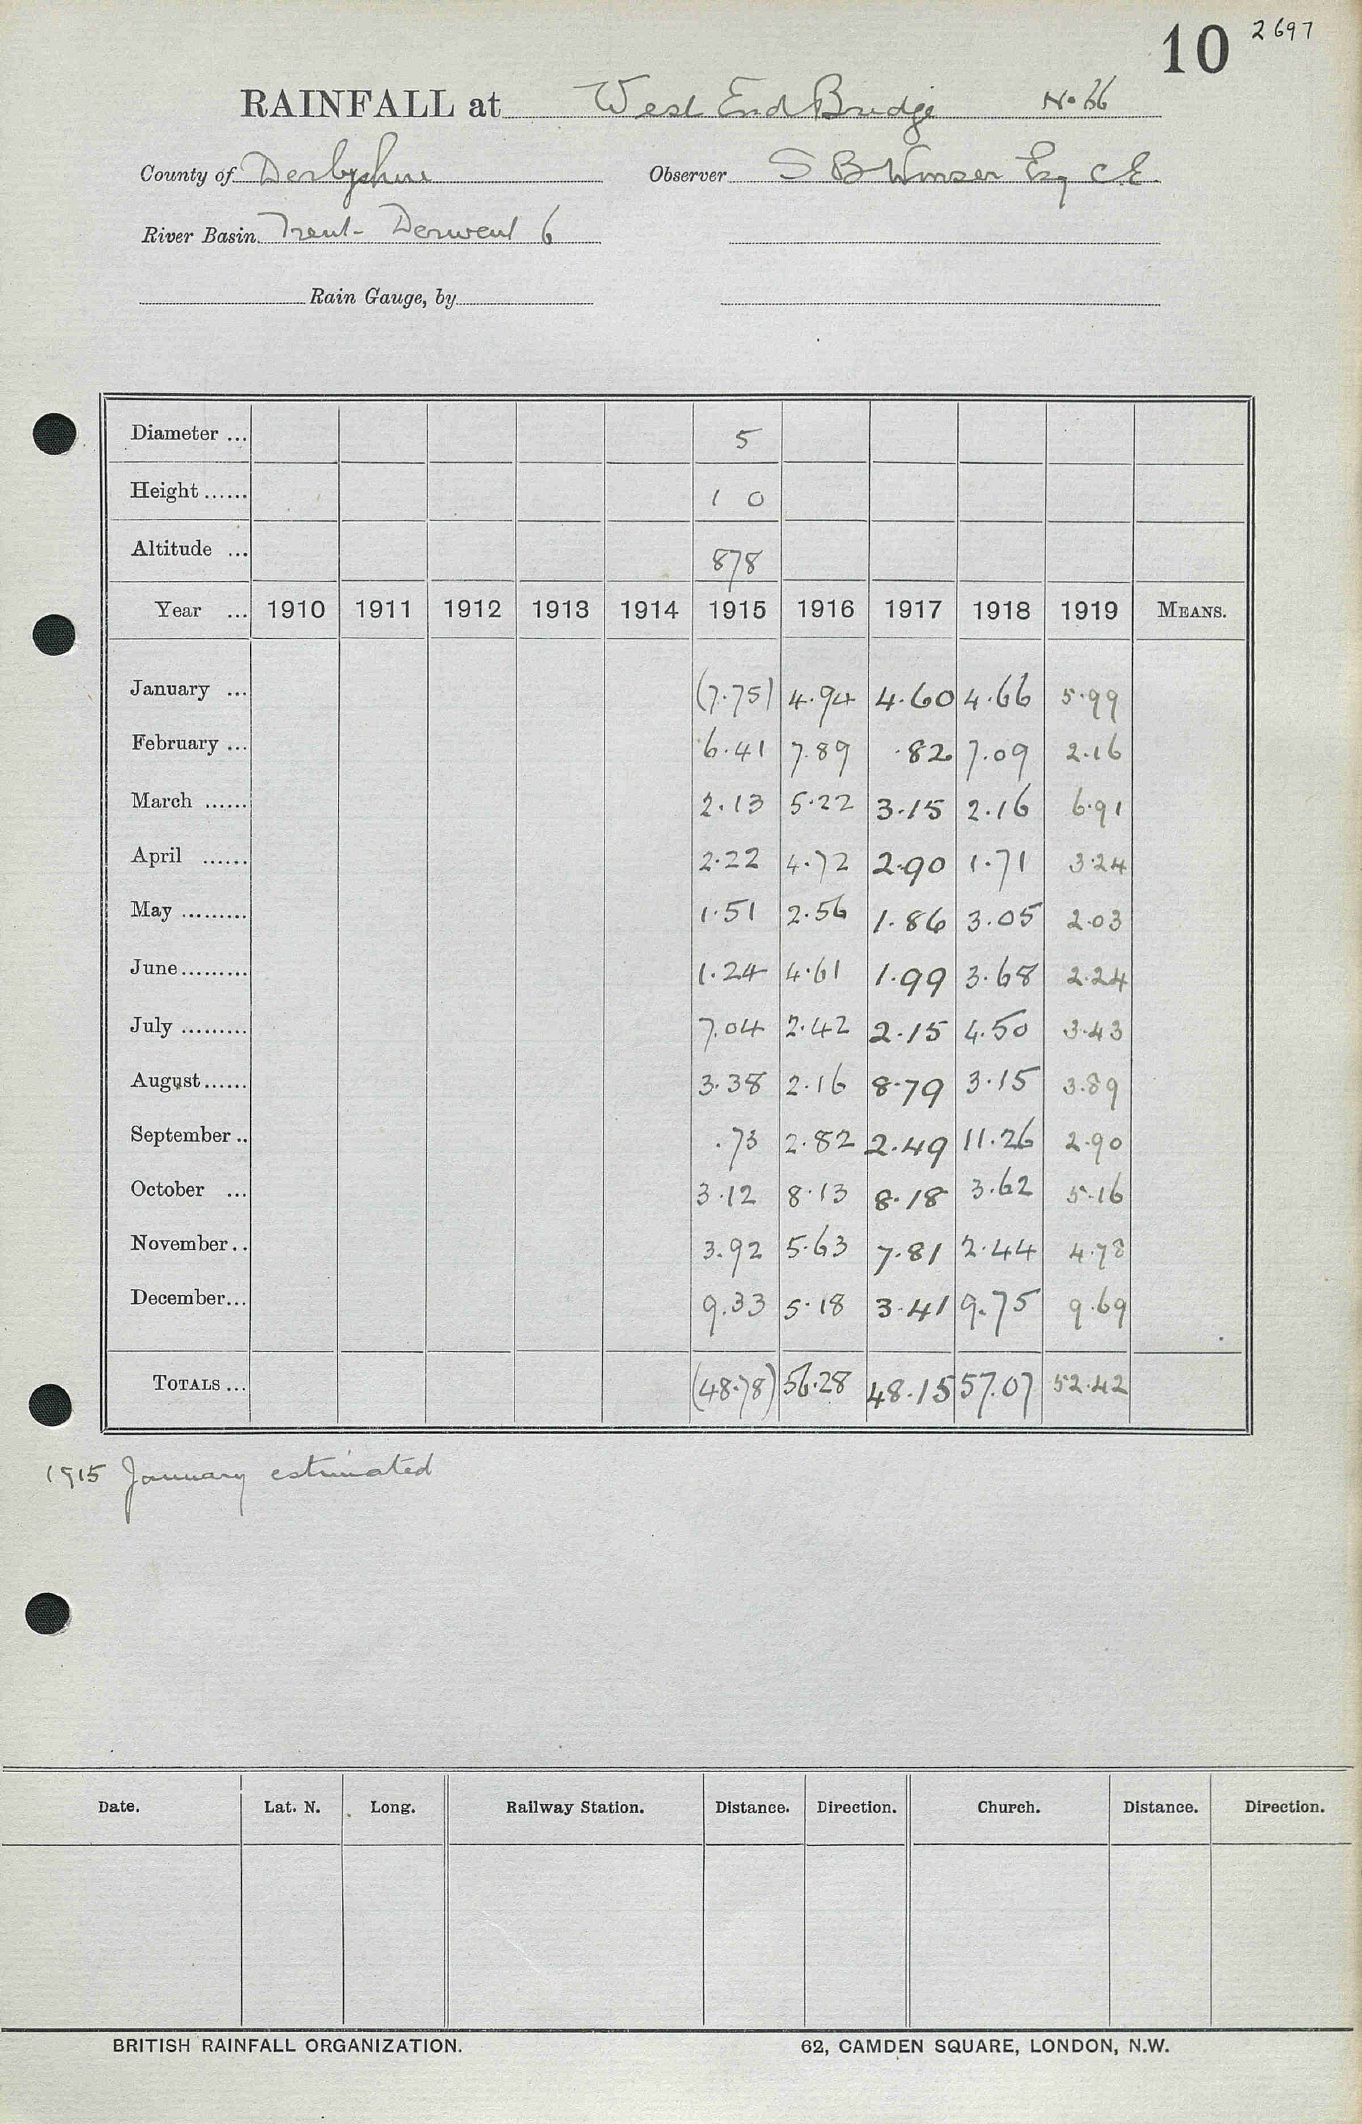 10 2697
RAINFALL at West End Bridge No 66
County of Derbyshire Observer S B Winser Esq C.E.
River Basin Trent - Derwent 6
Rain Gauge, by
Diameter ... 5
Height ...... 1 0
Altitude ... 878
Year ... 1910 1911 1912 1913 1914 1915 1916 1917 1918 1919 MEANS.
January ... (7.75) 4.94 4.60 4.66 5.99
February ... 6.41 7.89 .82 7.09 2.16
March ...... 2.13 5.22 3.15 2.16 6.91
April ...... 2.22 4.72 2.90 1.71 3.24
May ......... 1.51 2.56 1.86 3.05 2.03
June ......... 1.24 4.61 1.99 3.68 2.24
July ......... 7.04 2.42 2.15 4.50 3.43
August ...... 3.38 2.16 8.79 3.15 3.89
September .. .73 2.82 2.49 11.26 2.90
October ... 3.12 8.13 8.18 3.62 5.16
November .. 3.92 5.63 7.81 2.44 4.78
December ... 9.33 5.18 3.41 9.75 9.69
TOTALS ... (48.78) 56.28 48.15 57.07 52.42
1915 January estimated
Date. Lat. N. Long. Railway Station. Distance. Direction. Church. Distance. Direction.
BRITISH RAINFALL ORGANIZATION. 62, CAMDEN SQUARE, LONDON, N.W.